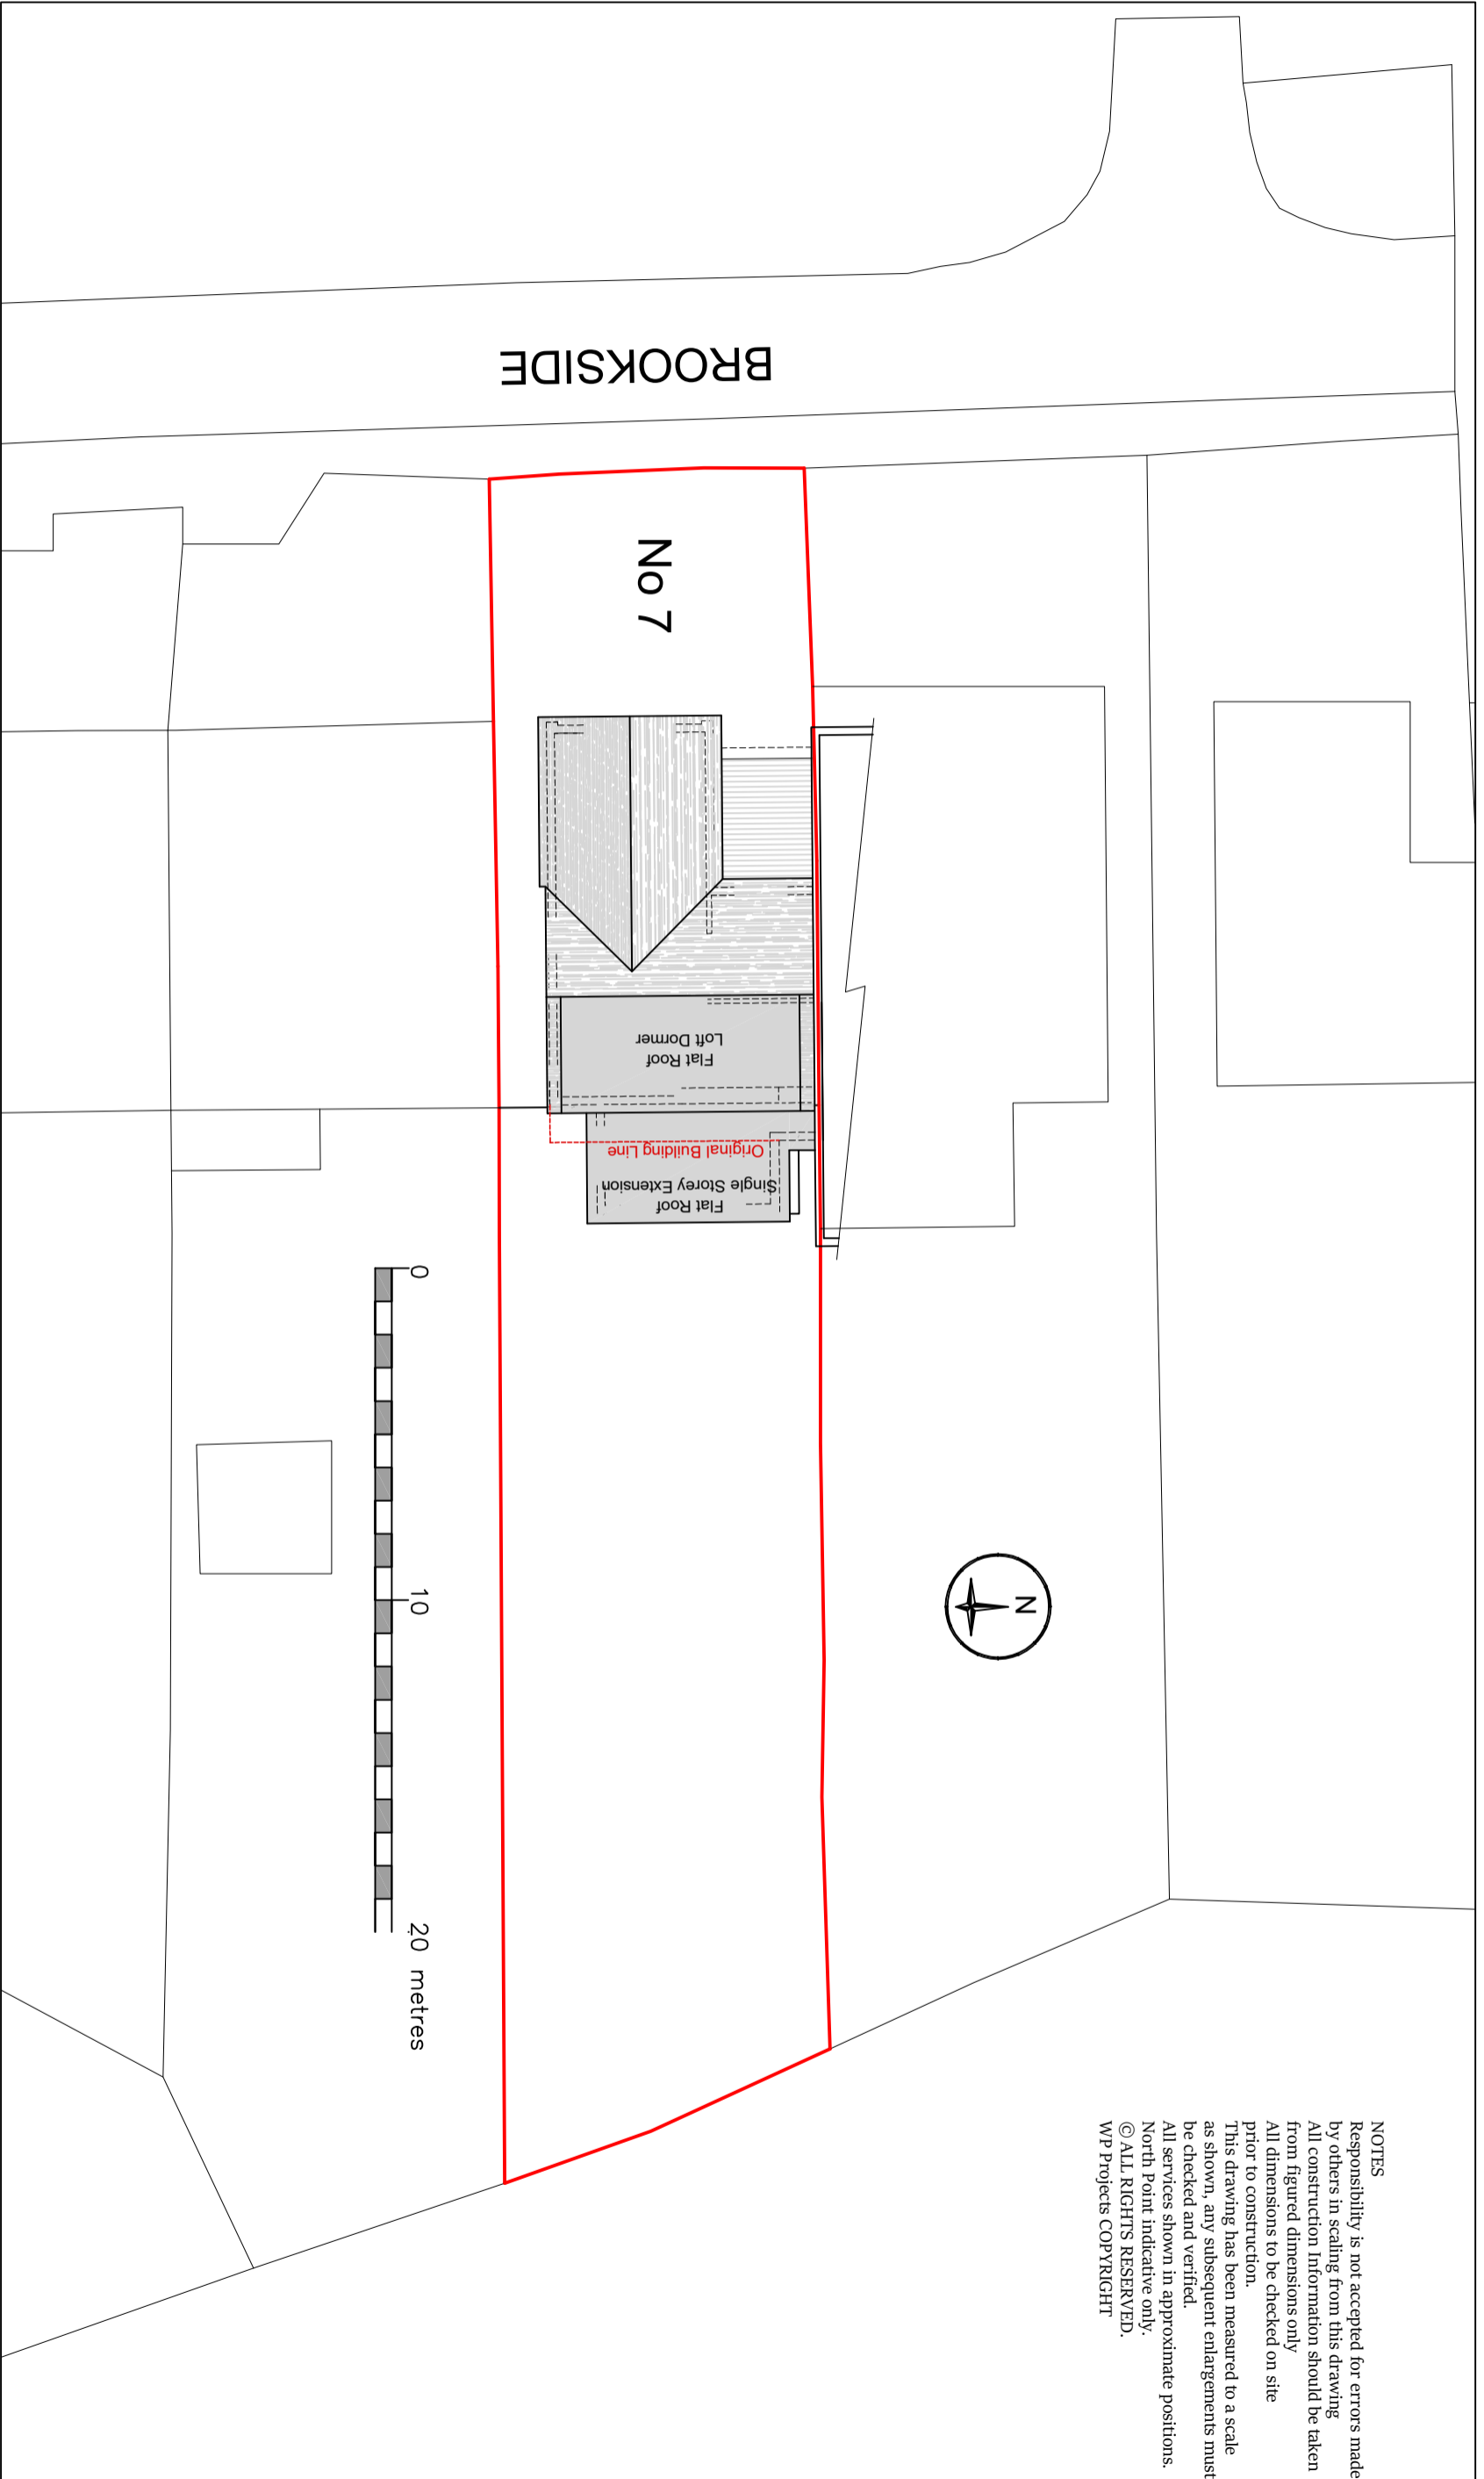 BROOKSIDE
No 7
Flat Roof
Loft Dormer
Original Building Line
Flat Roof
Single Storey Extension
0
10
20 metres
N
NOTES
Responsibility is not accepted for errors made
by others in scaling from this drawing
All construction Information should be taken
from figured dimensions only
All dimensions to be checked on site
prior to construction.
This drawing has been measured to a scale
as shown, any subsequent enlargements must
be checked and verified.
All services shown in approximate positions.
North Point indicative only.
© ALL RIGHTS RESERVED.
WP Projects COPYRIGHT